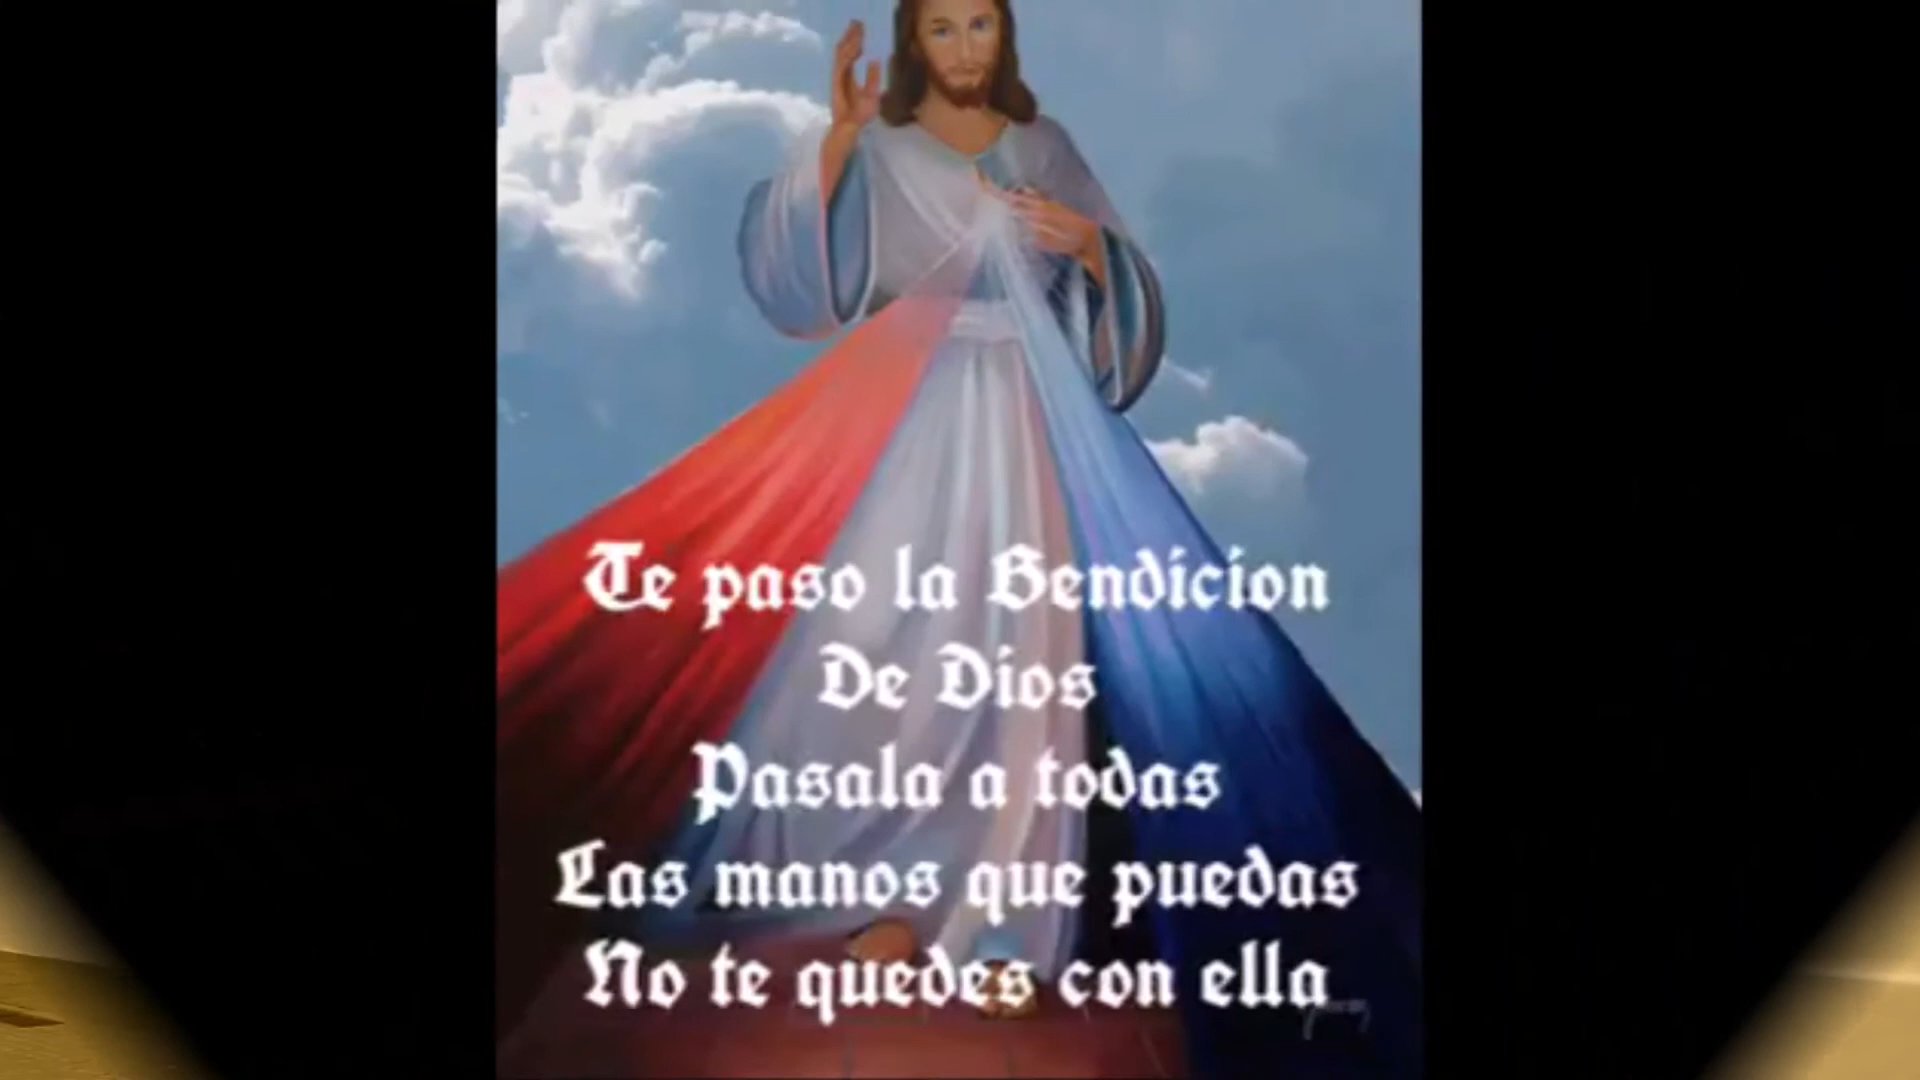 Te paso la Bendicion
De Dios
Pasala a todas
Las manos que puedas
No te quedes con ella